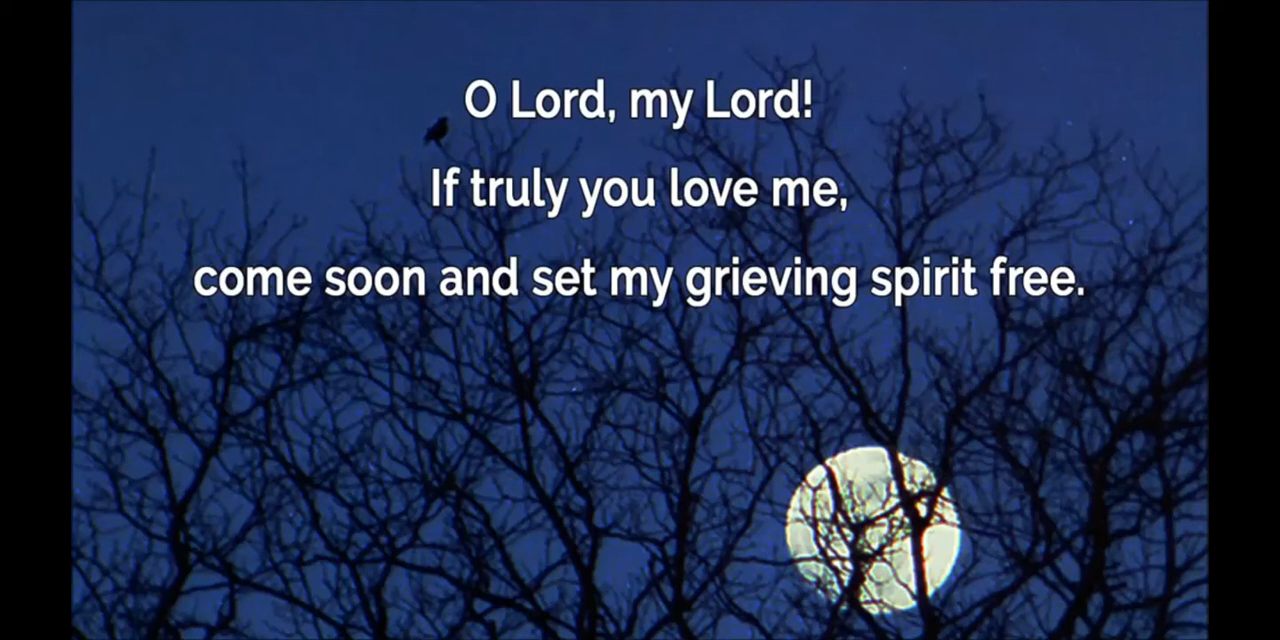 O Lord, my Lord!
If truly you love me,
come soon and set my grieving spirit free.